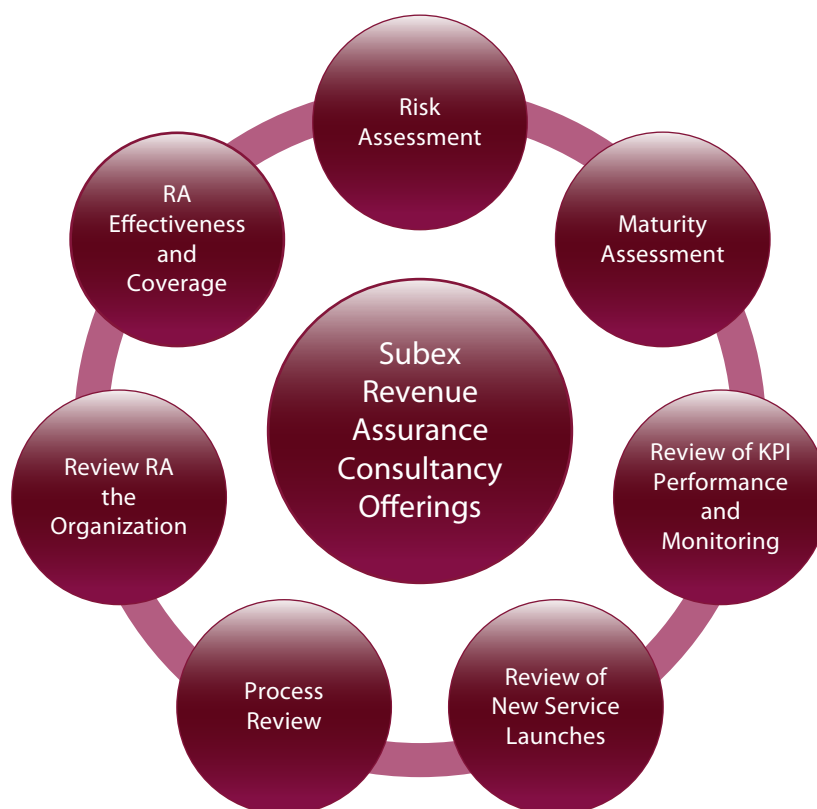 Risk
Assessment
Maturity
Assessment
Review of KPI
Performance
and
Monitoring
Review of
New Service
Launches
Process
Review
Review RA
the
Organization
RA
Effectiveness
and
Coverage
Subex
Revenue
Assurance
Consultancy
Offerings